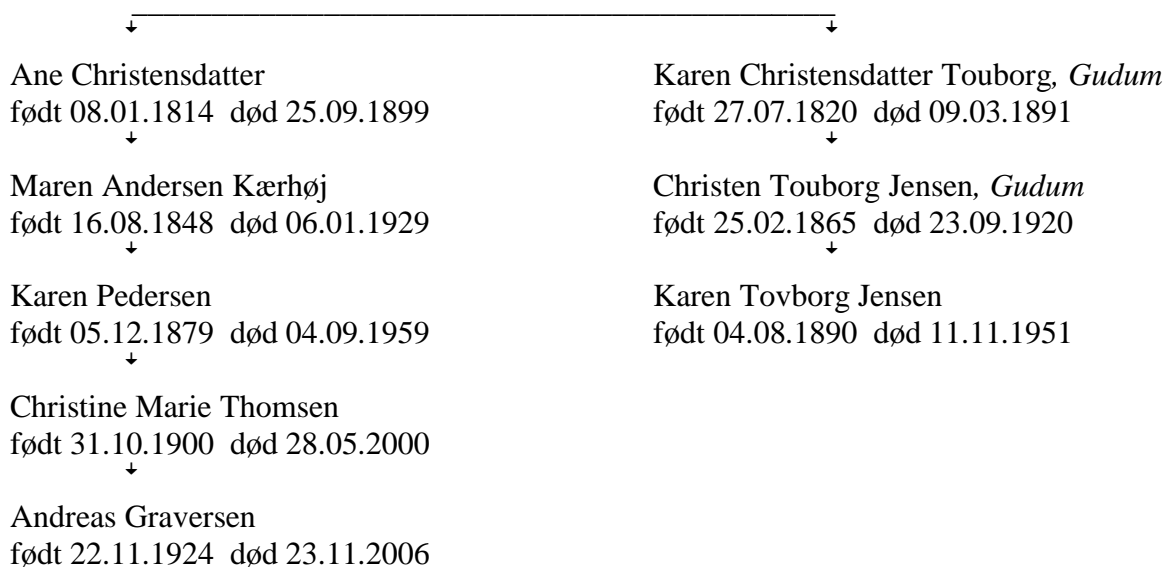 Ane Christensdatter
født 08.01.1814 død 25.09.1899
Maren Andersen Kærhøj
født 16.08.1848 død 06.01.1929
Karen Pedersen
født 05.12.1879 død 04.09.1959
Christine Marie Thomsen
født 31.10.1900 død 28.05.2000
Andreas Graversen
født 22.11.1924 død 23.11.2006
Karen Christensdatter Touborg, Gudum
født 27.07.1820 død 09.03.1891
Christen Touborg Jensen, Gudum
født 25.02.1865 død 23.09.1920
Karen Tovborg Jensen
født 04.08.1890 død 11.11.1951